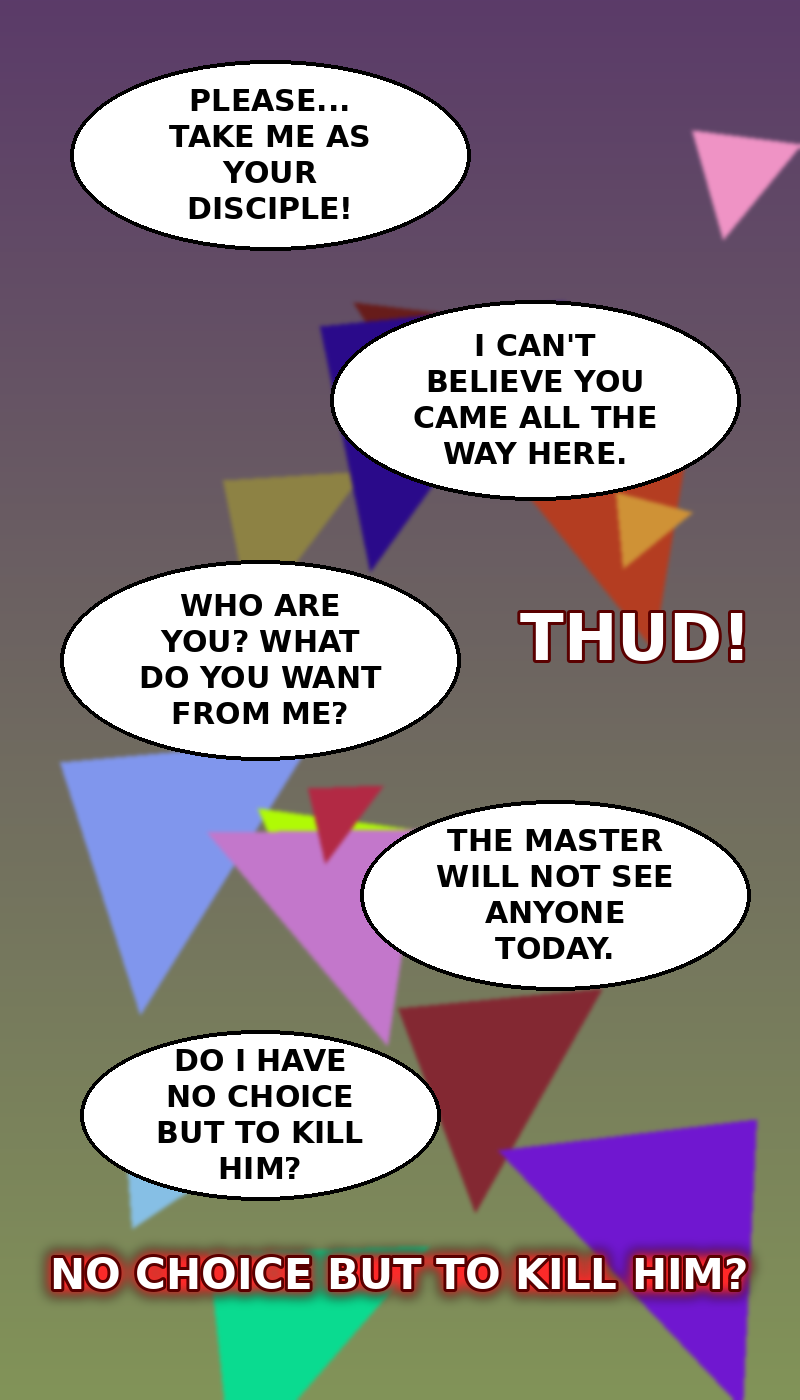 PLEASE...
TAKE ME AS
YOUR
DISCIPLE!
I CAN'T
BELIEVE YOU
CAME ALL THE
WAY HERE.
WHO ARE
YOU? WHAT
DO YOU WANT
FROM ME?
THUD!
THE MASTER
WILL NOT SEE
ANYONE
TODAY.
DO I HAVE
NO CHOICE
BUT TO KILL
HIM?
NO CHOICE BUT TO KILL HIM?